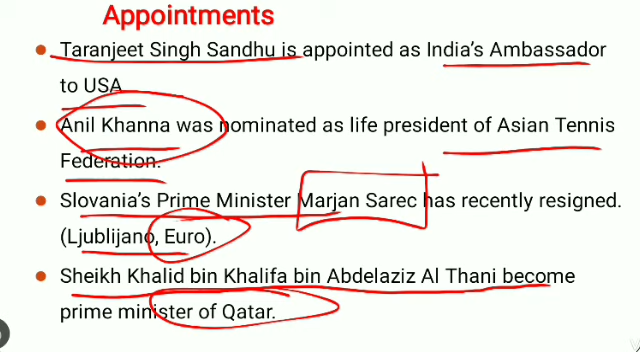 Appointments
Taranjeet Singh Sandhu is appointed as India's Ambassador
to USA
Anil Khanna was nominated as life president of Asian Tennis
Federation.
Slovania's Prime Minister Marjan Sarec has recently resigned.
(Ljublijano, Euro).
Sheikh Khalid bin Khalifa bin Abdelaziz Al Thani become
prime minister of Qatar.